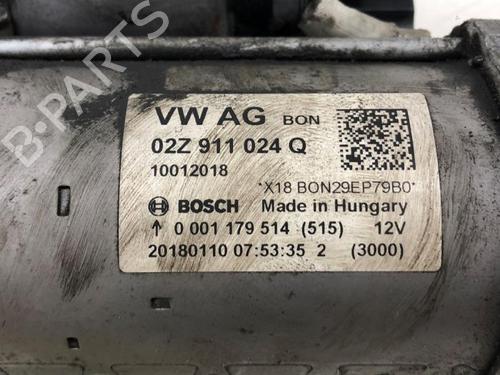 VW AG BON
02Z 911 024 Q
10012018
*X18 BON29EP79B0*
BOSCH Made in Hungary
↑ 0 001 179 514 (515) 12V
20180110 07:53:35 2 (3000)
B-PARTS